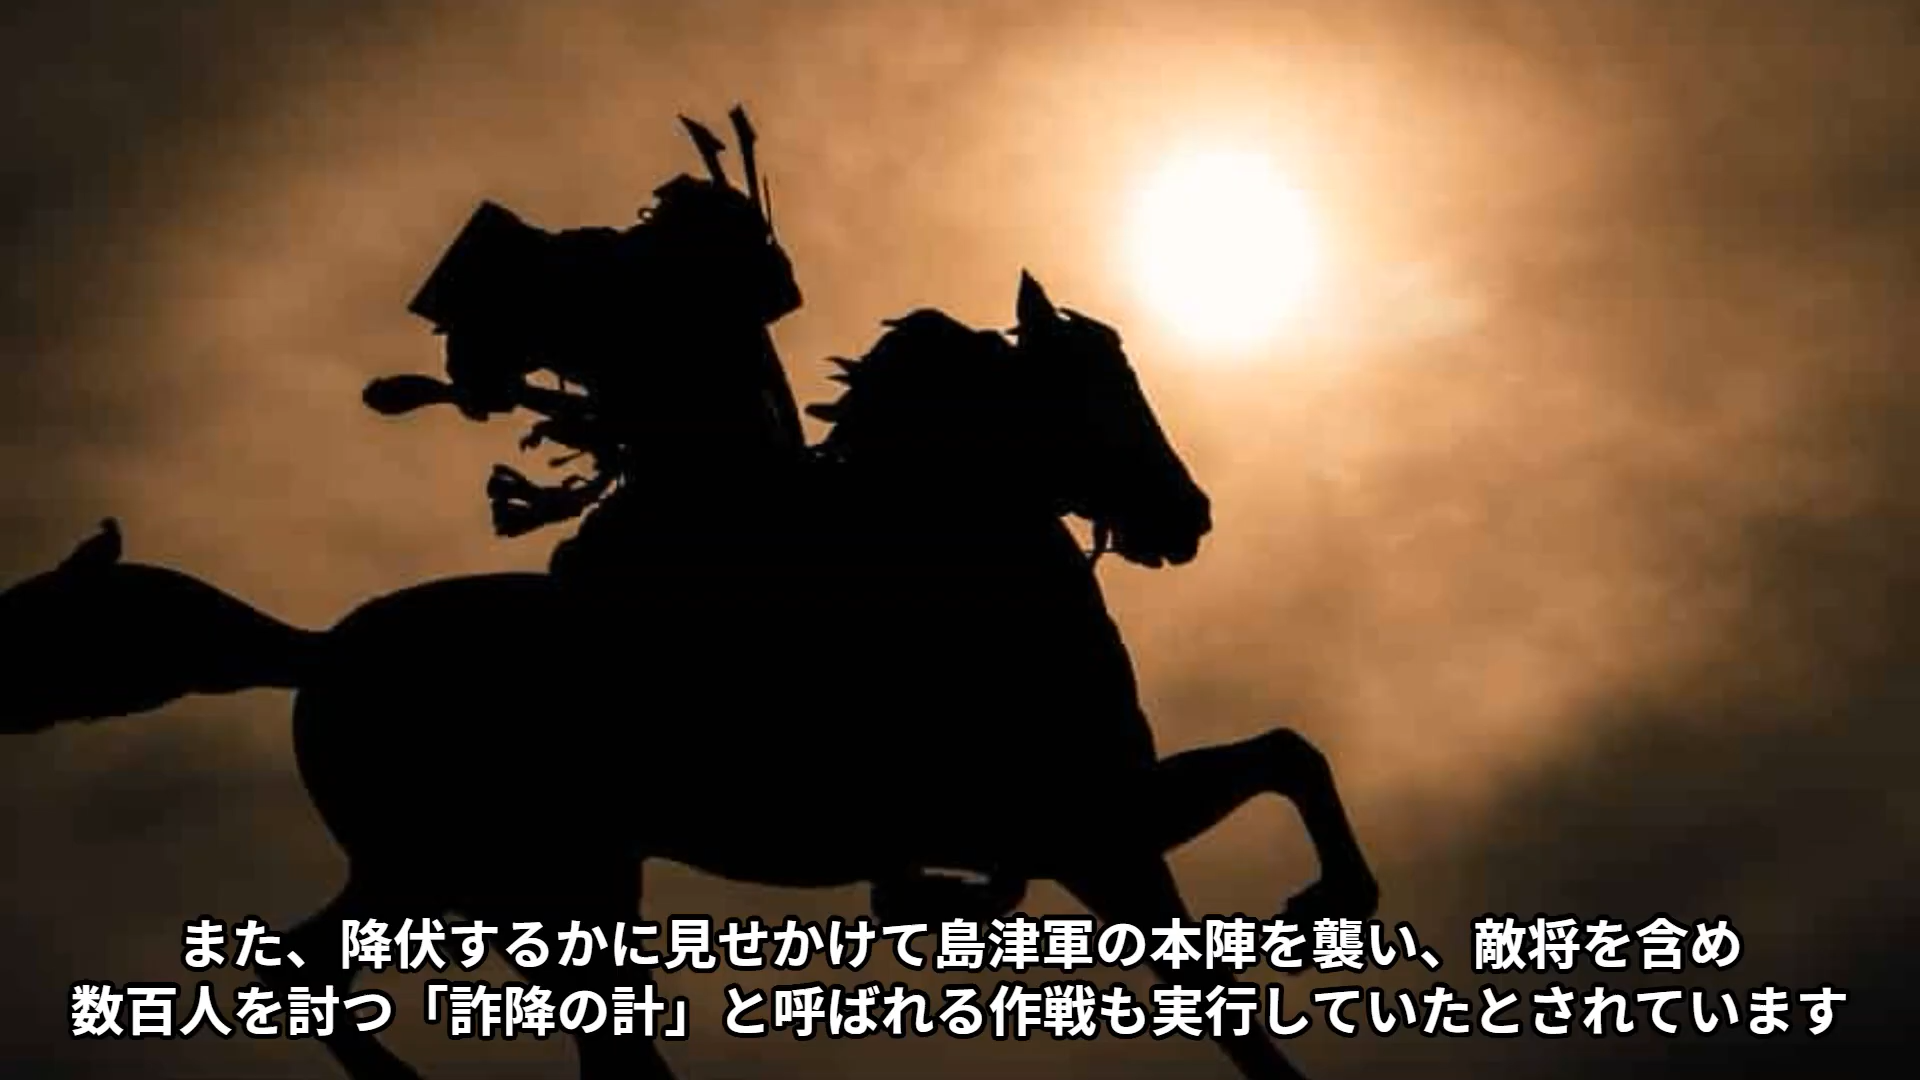 また、降伏するかに見せかけて島津軍の本陣を襲い、敵将を含め
数百人を討つ「詐降の計」と呼ばれる作戦も実行していたとされています